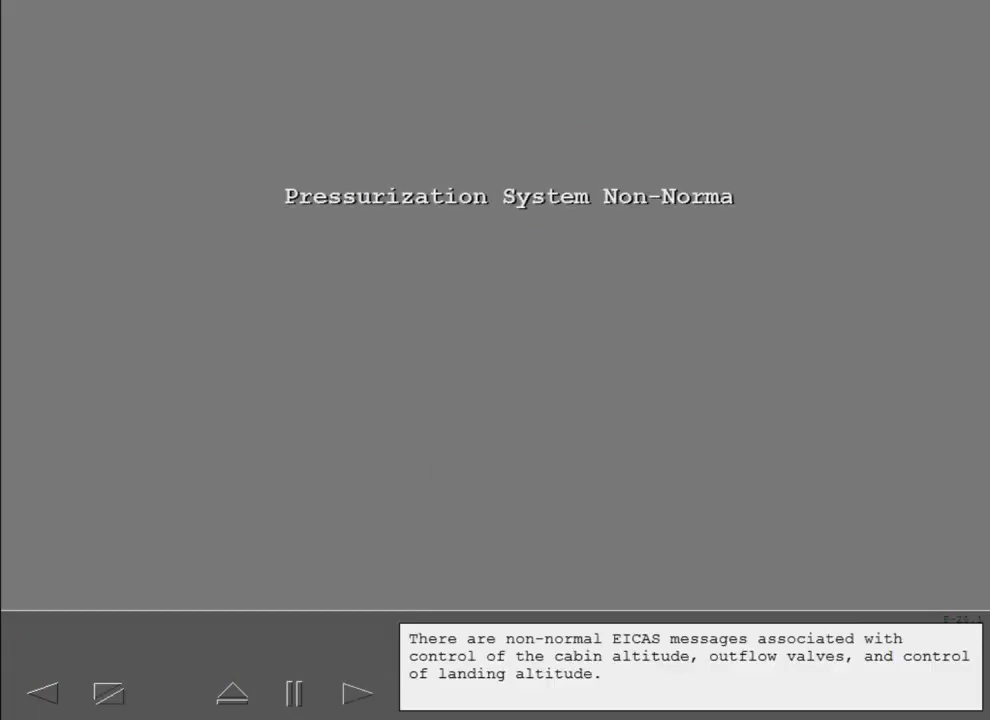 Pressurization System Non-Norma
There are non-normal EICAS messages associated with
control of the cabin altitude, outflow valves, and control
of landing altitude.